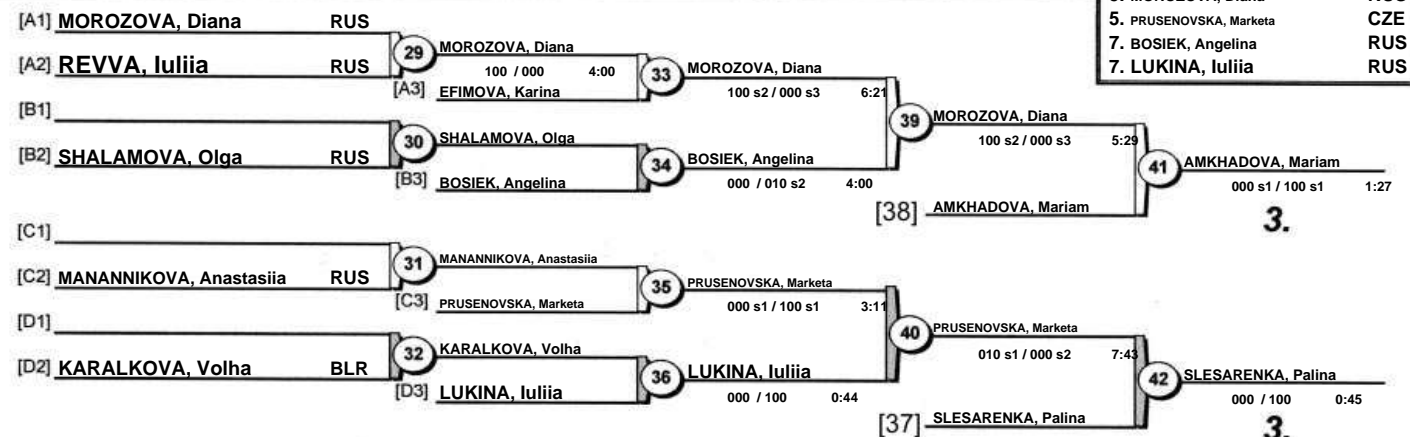 5. PRUSENOVSKA, Marketa CZE
7. BOSIEK, Angelina RUS
7. LUKINA, Iuliia RUS
[A1] MOROZOVA, Diana RUS
[A2] REVVA, Iuliia RUS
29
MOROZOVA, Diana
100 / 000 4:00
[A3] EFIMOVA, Karina
33
MOROZOVA, Diana
100 s2 / 000 s3 6:21
[B1]
[B2] SHALAMOVA, Olga RUS
30
SHALAMOVA, Olga
[B3] BOSIEK, Angelina
34
BOSIEK, Angelina
000 / 010 s2 4:00
39
MOROZOVA, Diana
100 s2 / 000 s3 5:29
[38] AMKHADOVA, Mariam
41
AMKHADOVA, Mariam
000 s1 / 100 s1 1:27
3.
[C1]
[C2] MANANNIKOVA, Anastasiia RUS
31
MANANNIKOVA, Anastasiia
[C3] PRUSENOVSKA, Marketa
35
PRUSENOVSKA, Marketa
000 s1 / 100 s1 3:11
[D1]
[D2] KARALKOVA, Volha BLR
32
KARALKOVA, Volha
[D3] LUKINA, Iuliia
36
LUKINA, Iuliia
000 / 100 0:44
40
PRUSENOVSKA, Marketa
010 s1 / 000 s2 7:43
[37] SLESARENKA, Palina
42
SLESARENKA, Palina
000 / 100 0:45
3.